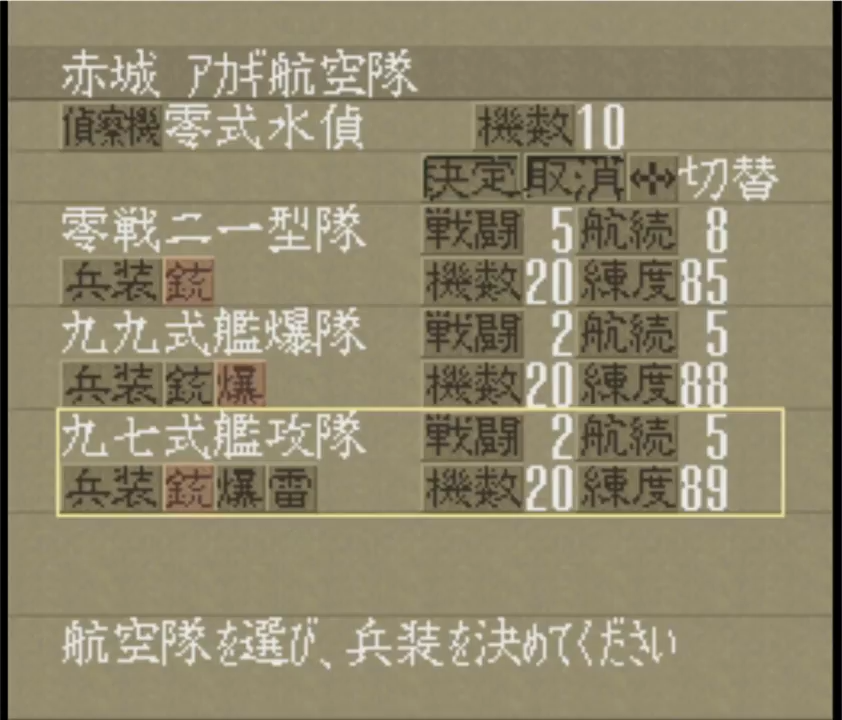 赤城 アカギ航空隊
偵察機零式水偵 機数10
決定 取消 切替
零戦二一型隊 戦闘 5 航続 8
兵装 銃 機数20 練度85
九九式艦爆隊 戦闘 2 航続 5
兵装 銃 爆 機数20 練度88
九七式艦攻隊 戦闘 2 航続 5
兵装 銃 爆 雷 機数20 練度89
航空隊を選び、兵装を決めてください